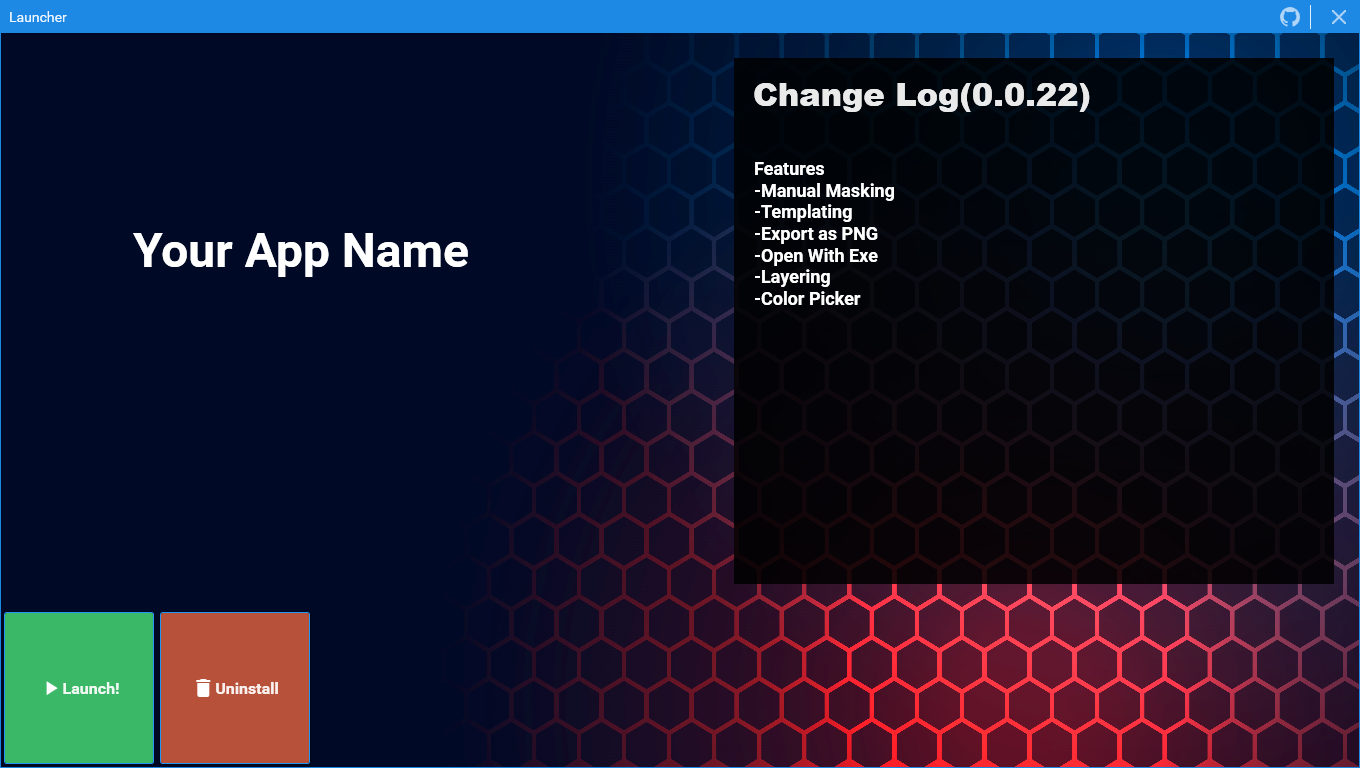 Launcher
Change Log(0.0.22)
Features
-Manual Masking
-Templating
-Export as PNG
-Open With Exe
-Layering
-Color Picker
Your App Name
Launch!
Uninstall